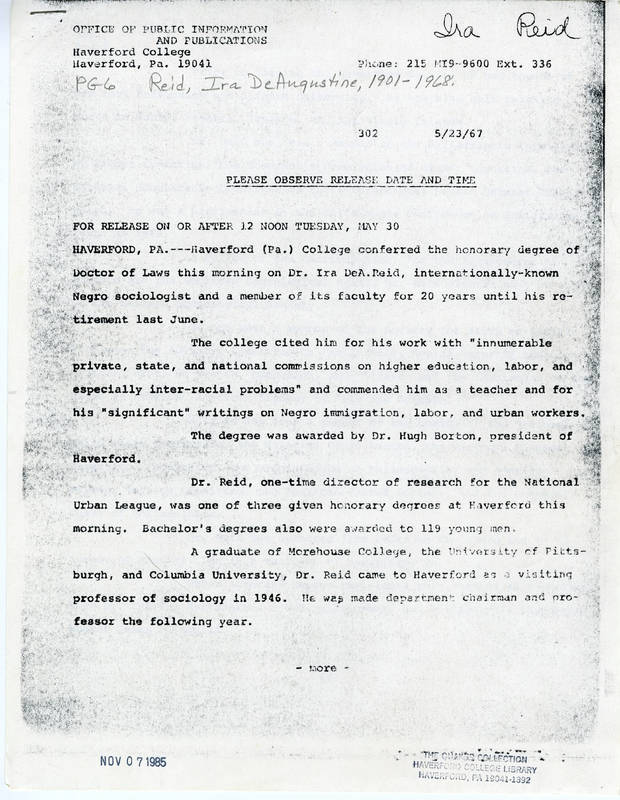 OFFICE OF PUBLIC INFORMATION
AND PUBLICATIONS
Ira Reid
Haverford College
Haverford, Pa. 19041
Phone: 215 MI9-9600 Ext. 336
PG6 Reid, Ira DeAugustine, 1901-1968.
302 5/23/67
PLEASE OBSERVE RELEASE DATE AND TIME
FOR RELEASE ON OR AFTER 12 NOON TUESDAY, MAY 30
HAVERFORD, PA.---Haverford (Pa.) College conferred the honorary degree of
Doctor of Laws this morning on Dr. Ira DeA.Reid, internationally-known
Negro sociologist and a member of its faculty for 20 years until his re-
tirement last June.
The college cited him for his work with "innumerable
private, state, and national commissions on higher education, labor, and
especially inter-racial problems" and commended him as a teacher and for
his "significant" writings on Negro immigration, labor, and urban workers.
The degree was awarded by Dr. Hugh Borton, president of
Haverford.
Dr. Reid, one-time director of research for the National
Urban League, was one of three given honorary degrees at Haverford this
morning. Bachelor's degrees also were awarded to 119 young men.
A graduate of Morehouse College, the University of Pitts-
burgh, and Columbia University, Dr. Reid came to Haverford as a visiting
professor of sociology in 1946. He was made department chairman and pro-
fessor the following year.
- more -
NOV 07 1985
THE QUAKER COLLECTION
HAVERFORD COLLEGE LIBRARY
HAVERFORD, PA 19041-1392